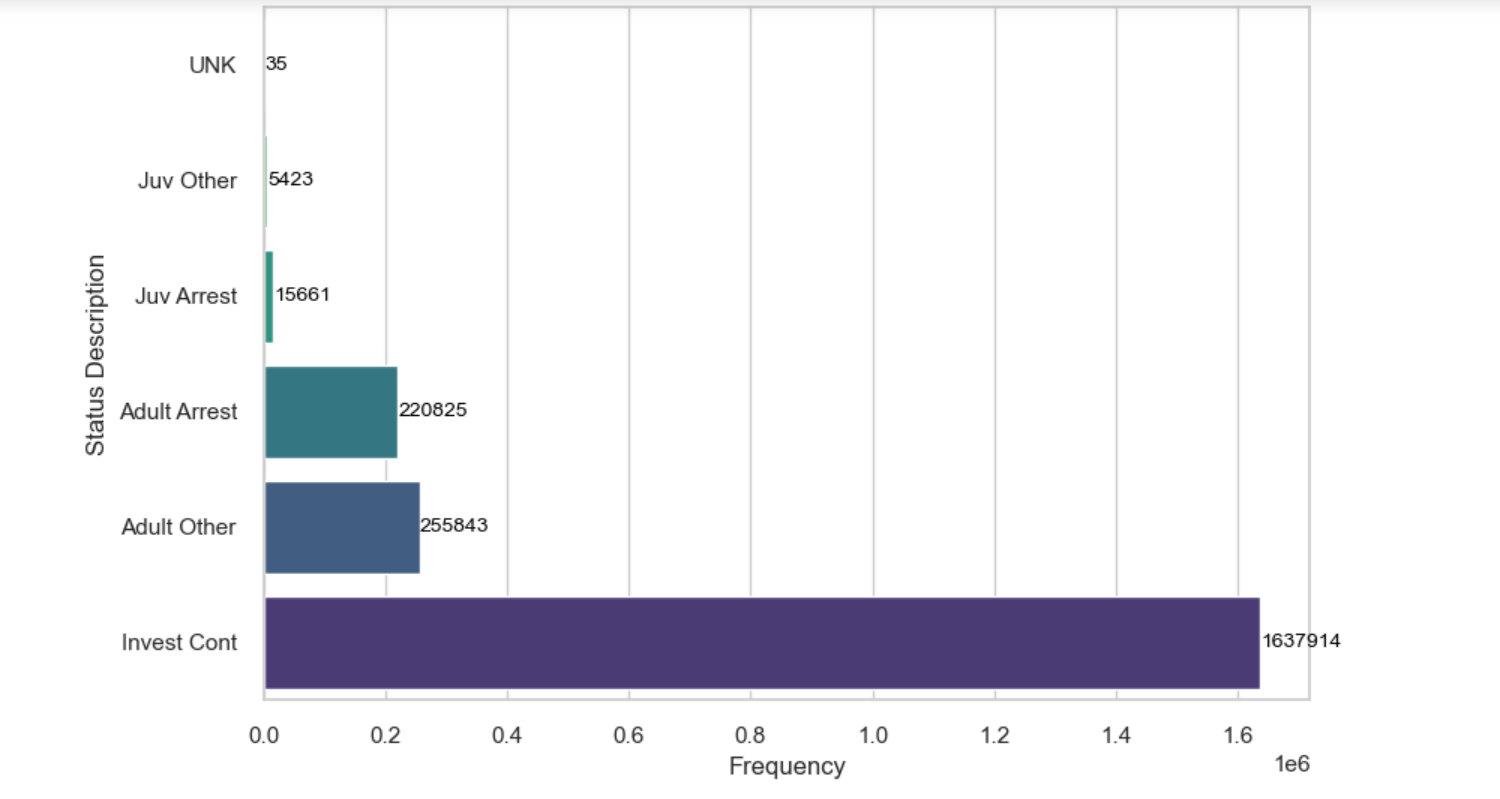 UNK 35
Juv Other 5423
Juv Arrest 15661
Adult Arrest 220825
Adult Other 255843
Invest Cont 1637914
Status Description
0.0 0.2 0.4 0.6 0.8 1.0 1.2 1.4 1.6
Frequency
1e6